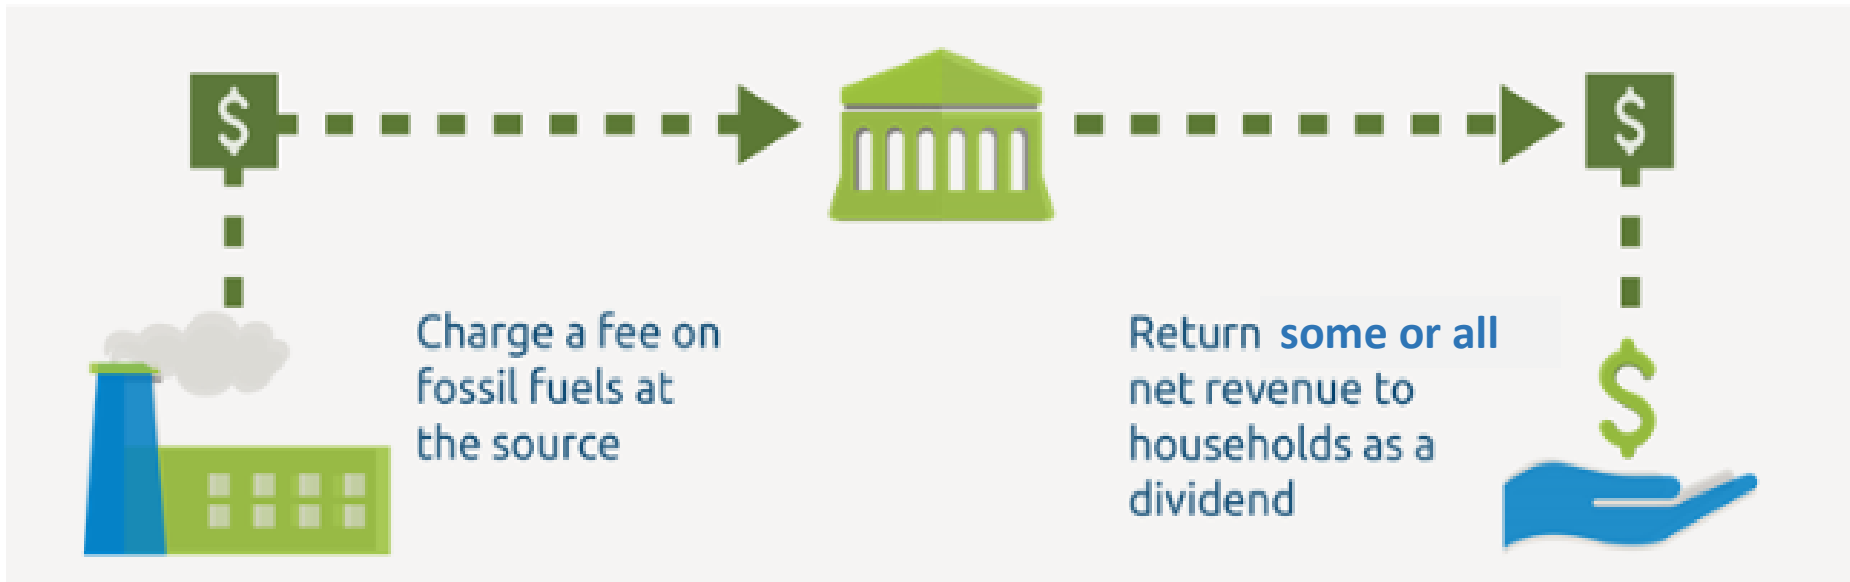 $
$
Charge a fee on
fossil fuels at
the source
Return some or all
net revenue to
households as a
dividend
$